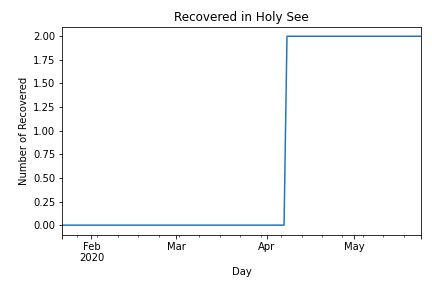 Recovered in Holy See
Number of Recovered
2.00
1.75
1.50
1.25
1.00
0.75
0.50
0.25
0.00
Feb
2020
Mar
Apr
May
Day